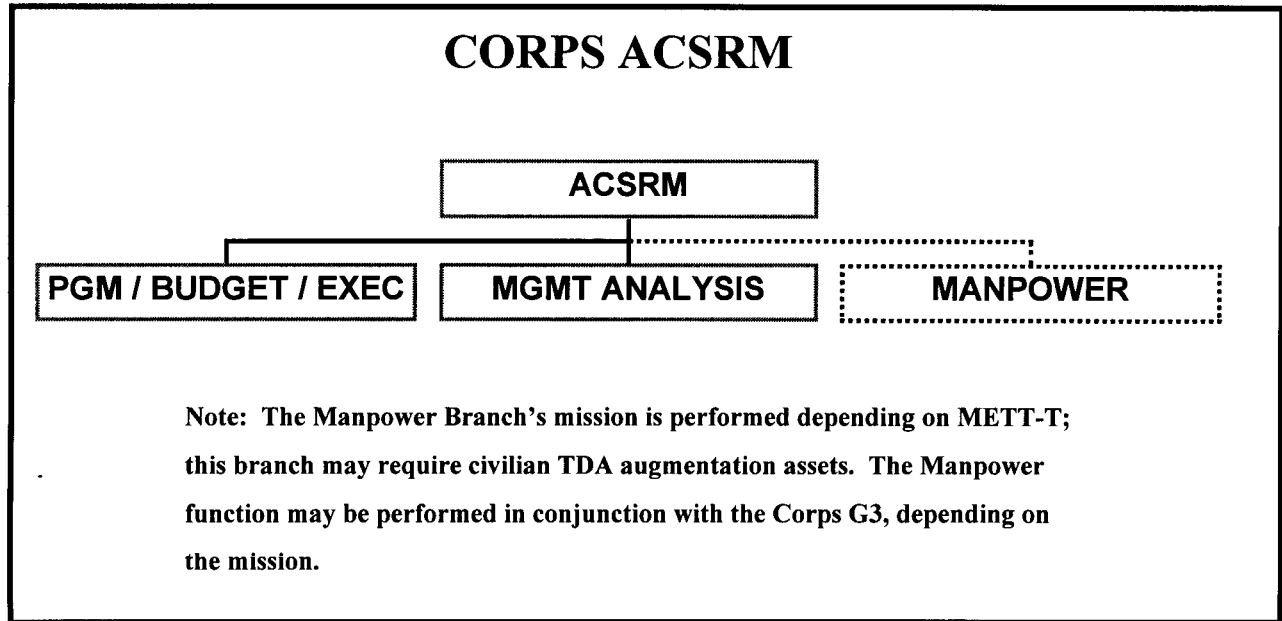 CORPS ACSRM
ACSRM
PGM / BUDGET / EXEC
MGMT ANALYSIS
MANPOWER
Note: The Manpower Branch's mission is performed depending on METT-T;
this branch may require civilian TDA augmentation assets. The Manpower
function may be performed in conjunction with the Corps G3, depending on
the mission.